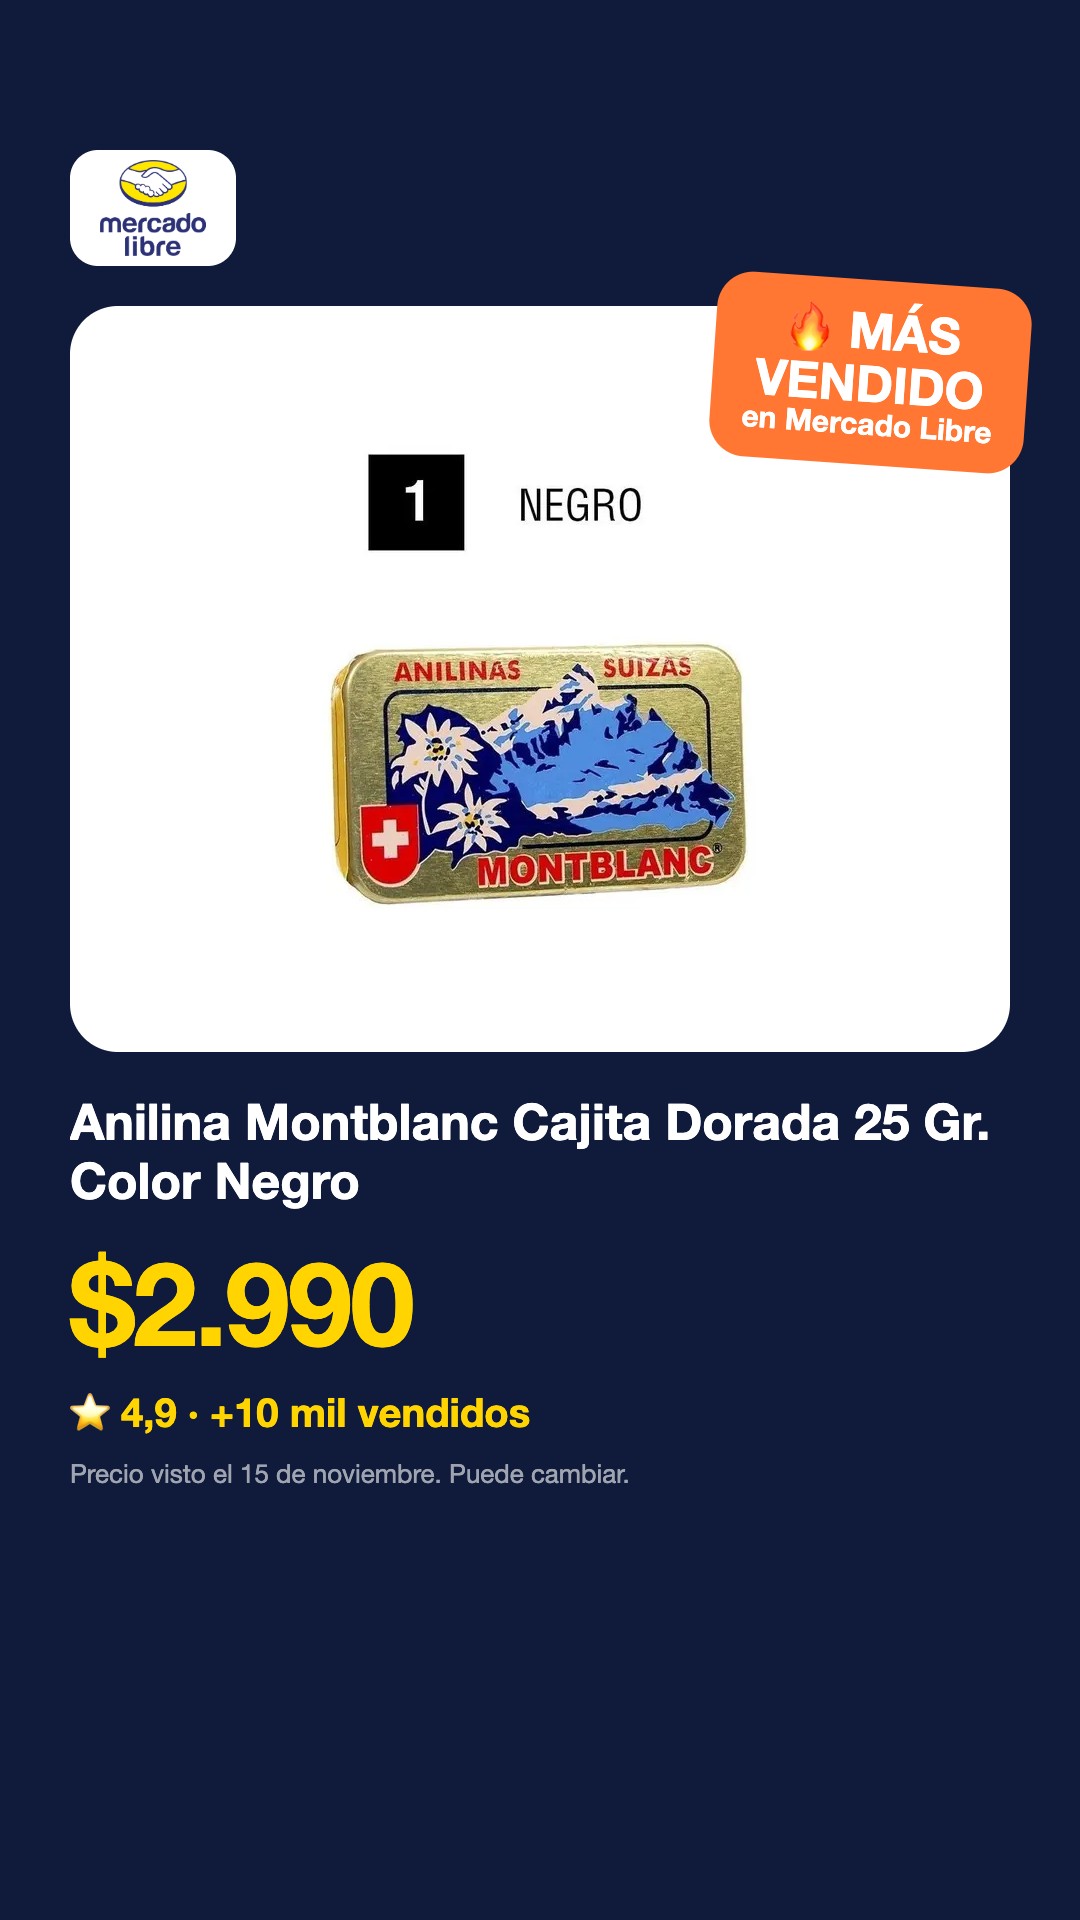 mercado
libre
🔥 MÁS
VENDIDO
en Mercado Libre
1 NEGRO
ANILINAS SUIZAS
MONTBLANC®
Anilina Montblanc Cajita Dorada 25 Gr.
Color Negro
$2.990
⭐ 4,9 · +10 mil vendidos
Precio visto el 15 de noviembre. Puede cambiar.